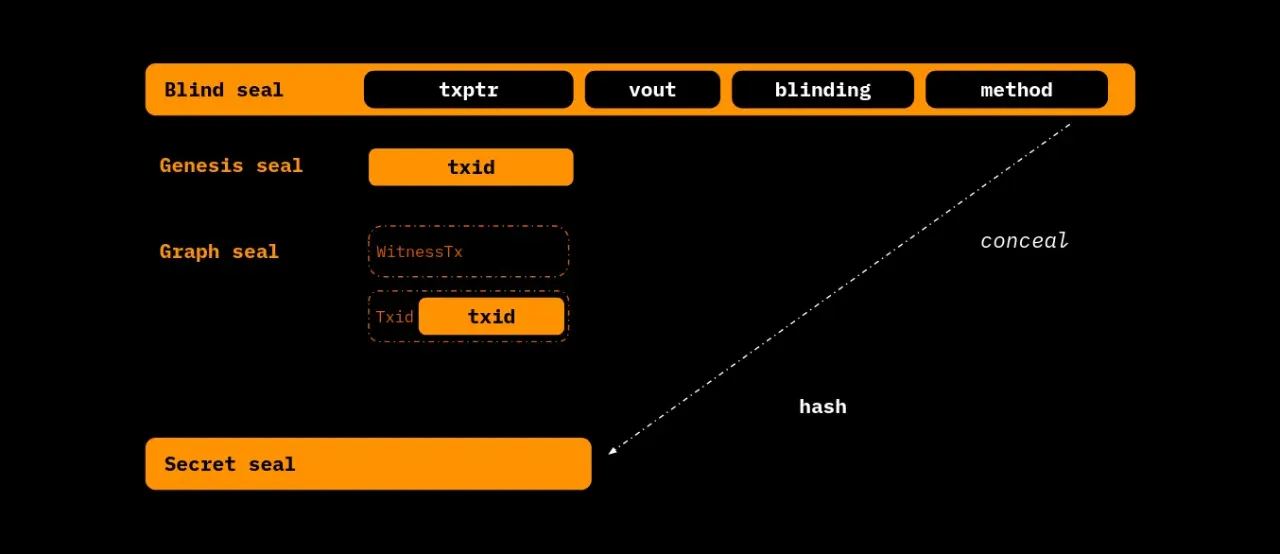 Blind seal txptr vout blinding method
Genesis seal txid
Graph seal WitnessTx
Txid txid
conceal
hash
Secret seal